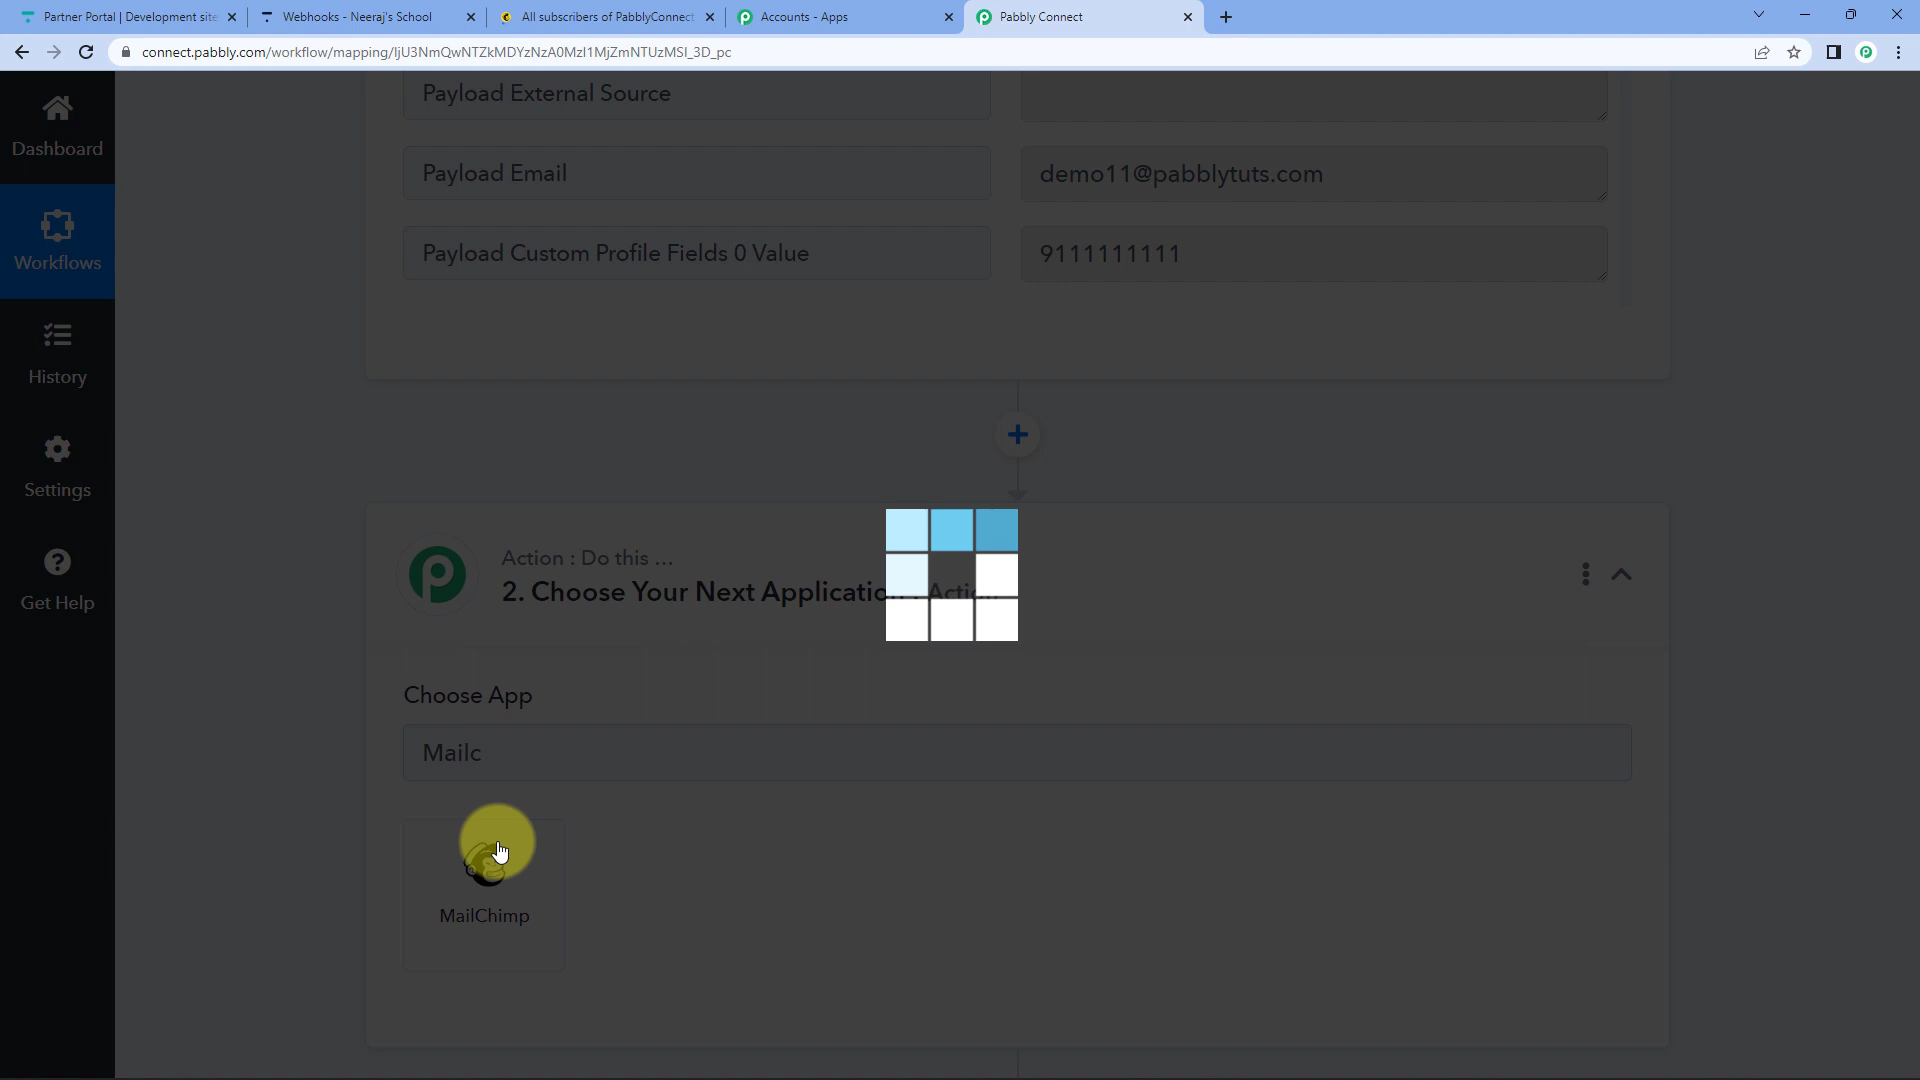 Partner Portal | Development site
Webhooks - Neeraj's School
All subscribers of PabblyConnect
Accounts - Apps
Pabbly Connect
connect.pabbly.com/workflow/mapping/IjU3NmQwNTZkMDYzNzA0MzI1MjZmNTUzMSI_3D_pc
Payload External Source
Dashboard
Payload Email
demo11@pabblytuts.com
Payload Custom Profile Fields 0 Value
9111111111
Workflows
History
Settings
Action : Do this ...
2. Choose Your Next Application : Action
Get Help
Choose App
Mailc
MailChimp